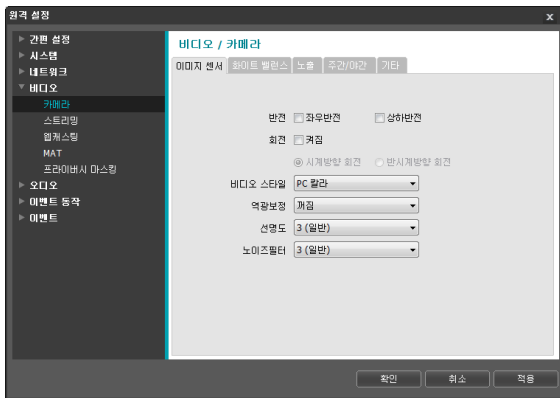 원격 설정
x
간편 설정
시스템
네트워크
비디오
카메라
스트리밍
웹캐스팅
MAT
프라이버시 마스킹
오디오
이벤트 동작
이벤트
비디오 / 카메라
이미지 센서 화이트 밸런스 노출 주간/야간 기타
반전 좌우반전 상하반전
회전 켜짐
시계방향 회전 반시계방향 회전
비디오 스타일 PC 칼라
역광보정 꺼짐
선명도 3 (일반)
노이즈필터 3 (일반)
확인 취소 적용